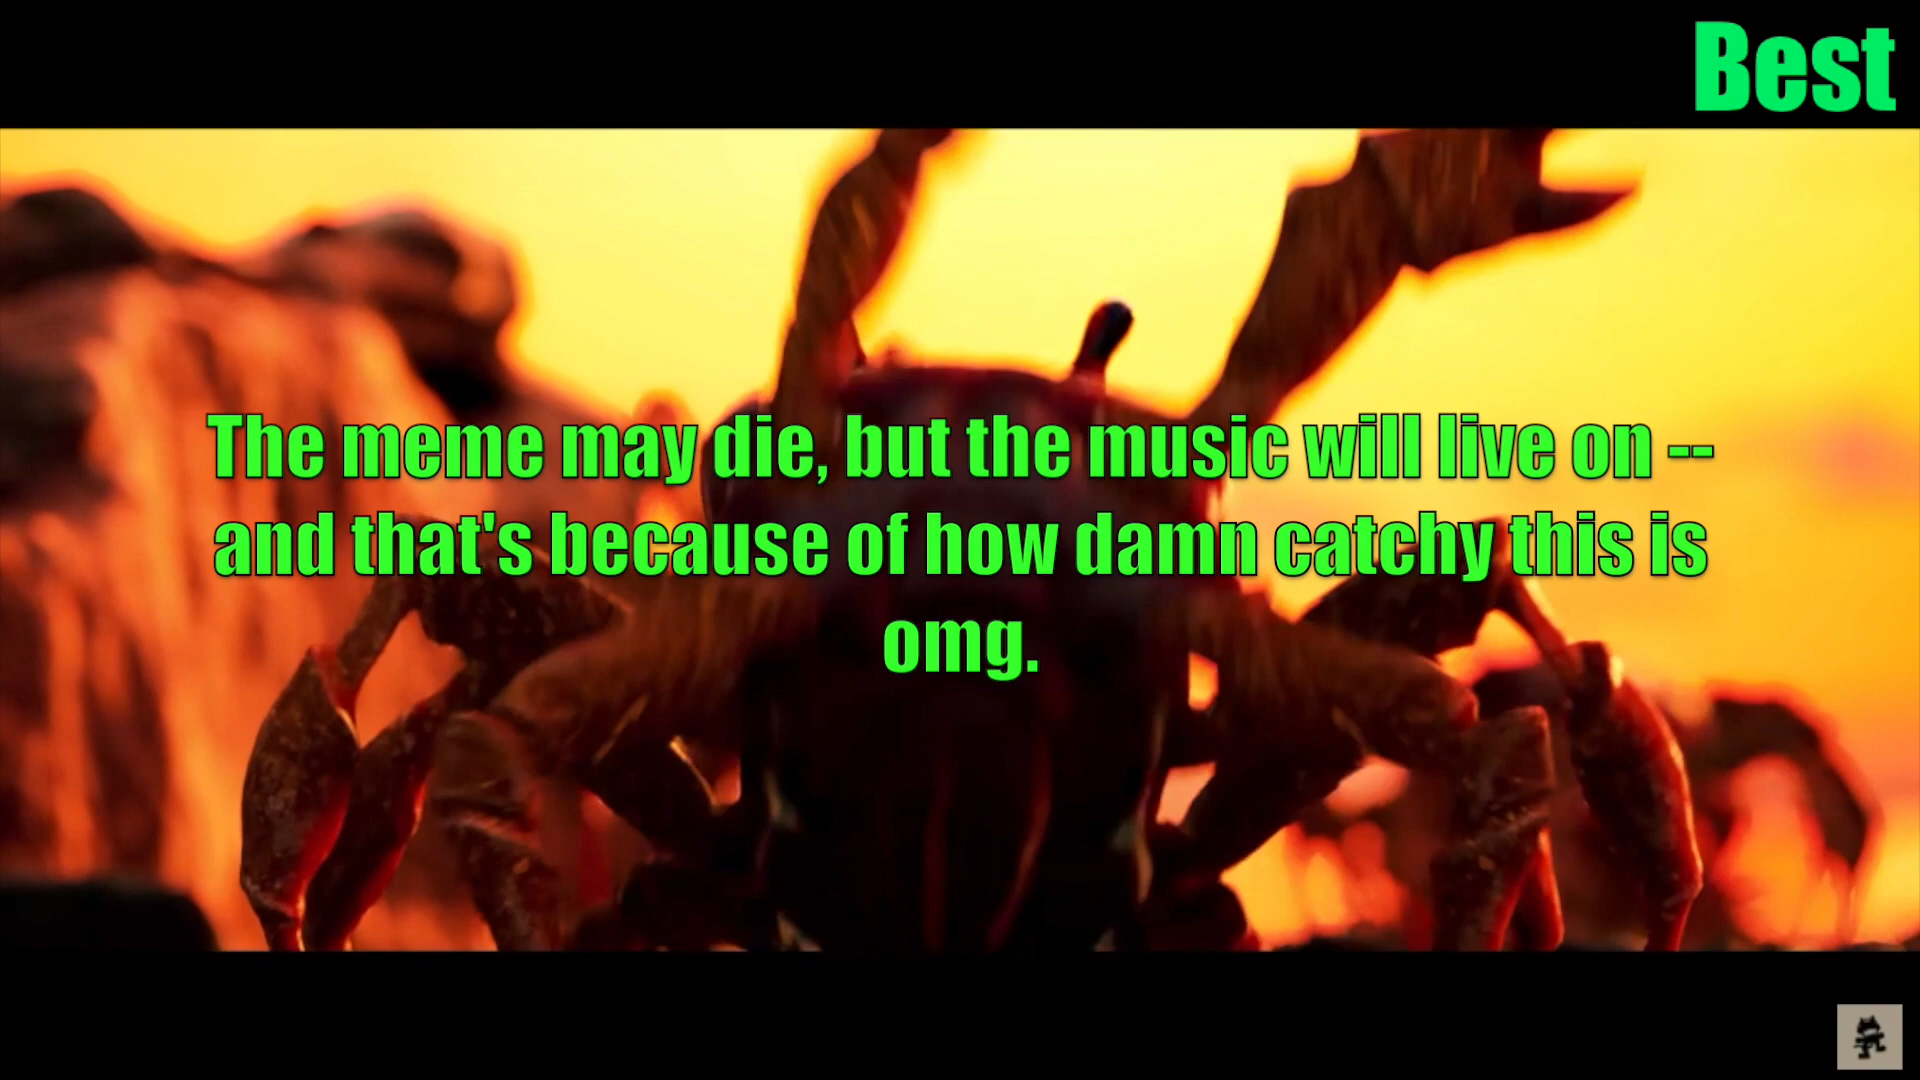 Best
The meme may die, but the music will live on --
and that's because of how damn catchy this is
omg.